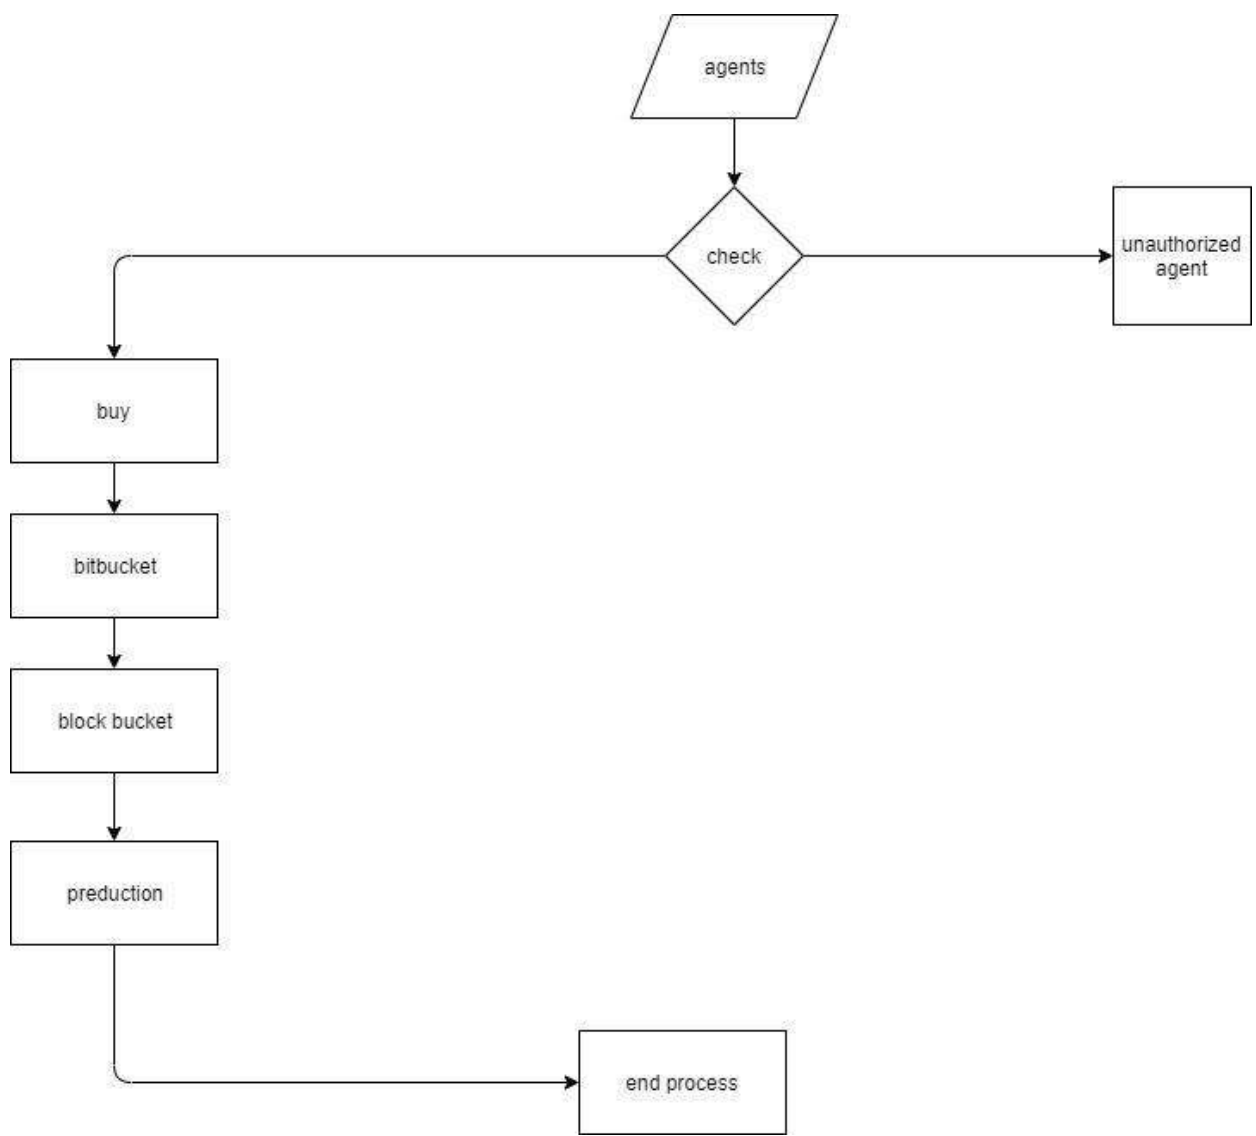 agents
check
unauthorized
agent
buy
bitbucket
block bucket
preduction
end process